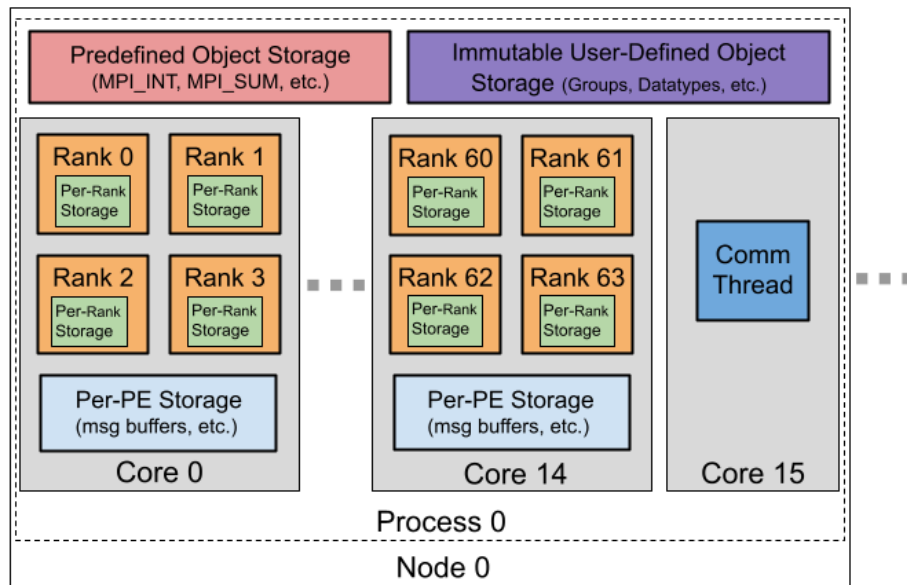 Predefined Object Storage
(MPI_INT, MPI_SUM, etc.)
Immutable User-Defined Object
Storage (Groups, Datatypes, etc.)
Rank 0
Per-Rank
Storage
Rank 1
Per-Rank
Storage
Rank 2
Per-Rank
Storage
Rank 3
Per-Rank
Storage
Per-PE Storage
(msg buffers, etc.)
Core 0
Rank 60
Per-Rank
Storage
Rank 61
Per-Rank
Storage
Rank 62
Per-Rank
Storage
Rank 63
Per-Rank
Storage
Per-PE Storage
(msg buffers, etc.)
Core 14
Comm
Thread
Core 15
Process 0
Node 0